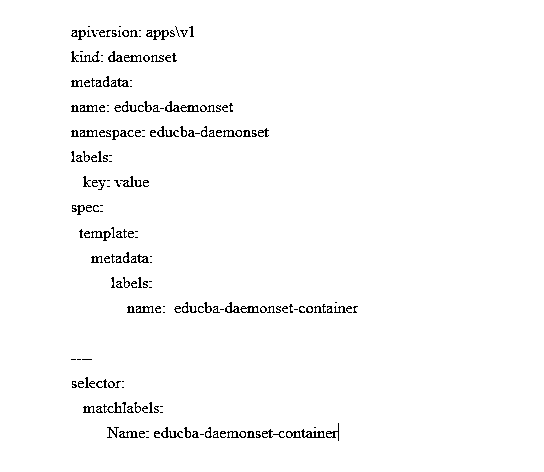 apiversion: apps\v1
kind: daemonset
metadata:
name: educba-daemonset
namespace: educba-daemonset
labels:
key: value
spec:
template:
metadata:
labels:
name:  educba-daemonset-container
----
selector:
matchlabels:
Name: educba-daemonset-container